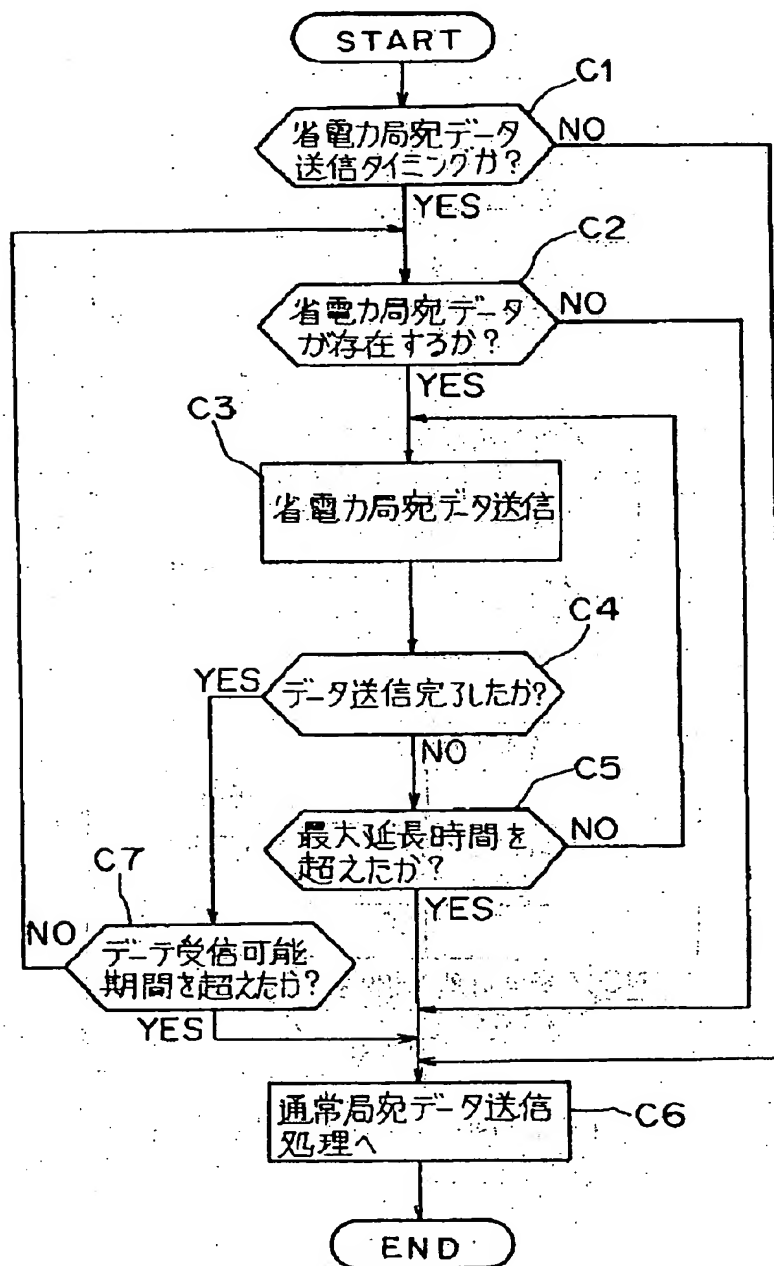 START
C1
省電力局宛データ
送信タイミングか?
NO
YES
C2
省電力局宛データ
が存在するか?
NO
YES
C3
省電力局宛データ送信
C4
データ送信完了したか?
YES
NO
C5
最大延長時間を
超えたか?
NO
YES
C7
データ受信可能
期間を超えたか?
NO
YES
通常局宛データ送信
処理へ
C6
END